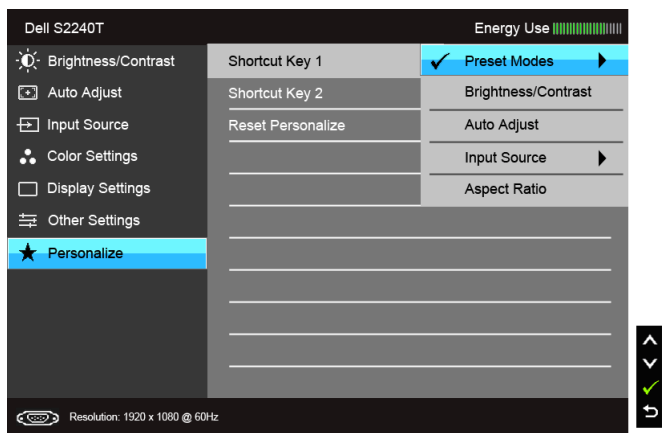 Dell S2240T
Energy Use
Brightness/Contrast
Auto Adjust
Input Source
Color Settings
Display Settings
Other Settings
Personalize
Shortcut Key 1
Shortcut Key 2
Reset Personalize
Preset Modes
Brightness/Contrast
Auto Adjust
Input Source
Aspect Ratio
Resolution: 1920 x 1080 @ 60Hz